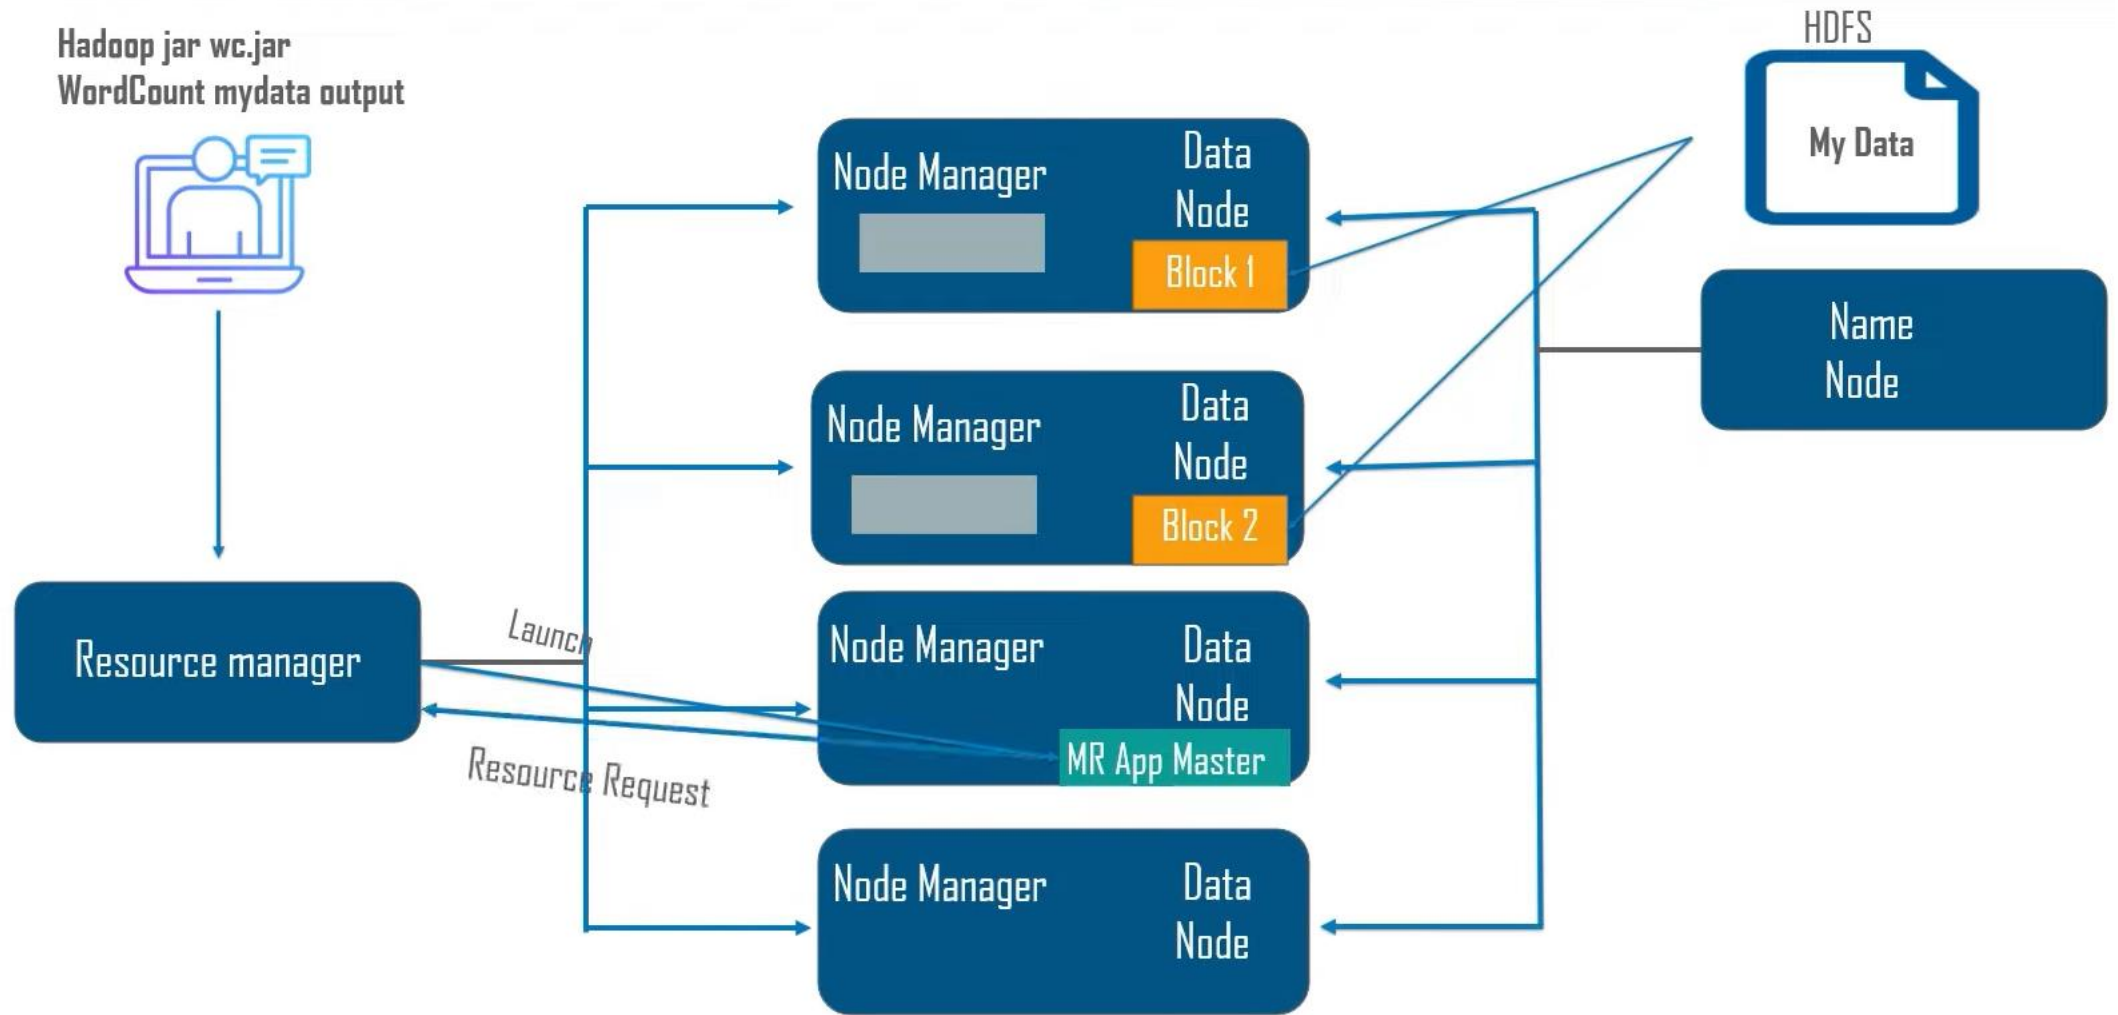 Hadoop jar wc.jar
WordCount mydata output
HDFS
My Data
Node Manager
Data
Node
Block 1
Name
Node
Node Manager
Data
Node
Block 2
Resource manager
Launch
Resource Request
Node Manager
Data
Node
MR App Master
Node Manager
Data
Node